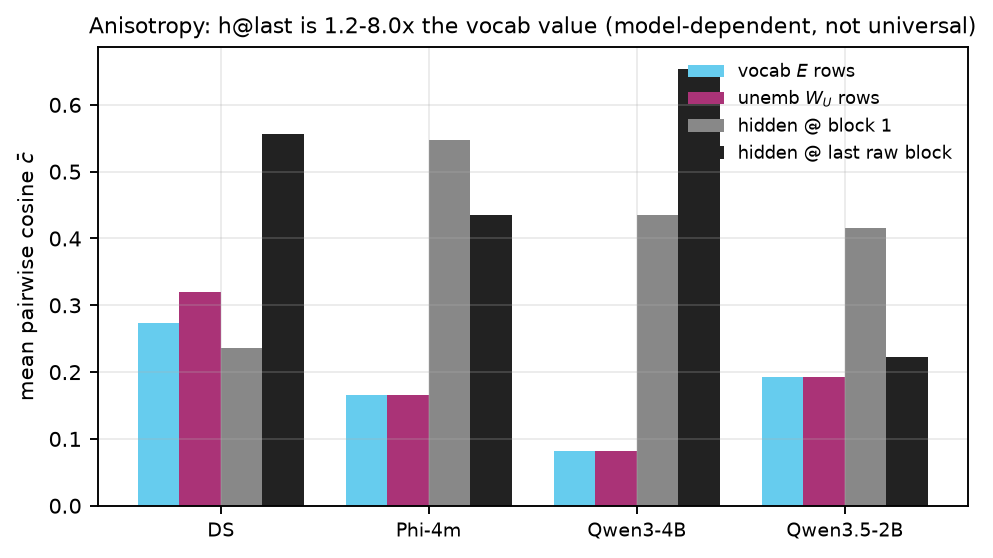 Anisotropy: h@last is 1.2-8.0x the vocab value (model-dependent, not universal)
mean pairwise cosine c̄
0.6
0.5
0.4
0.3
0.2
0.1
0.0
vocab E rows
unemb W_U rows
hidden @ block 1
hidden @ last raw block
DS
Phi-4m
Qwen3-4B
Qwen3.5-2B